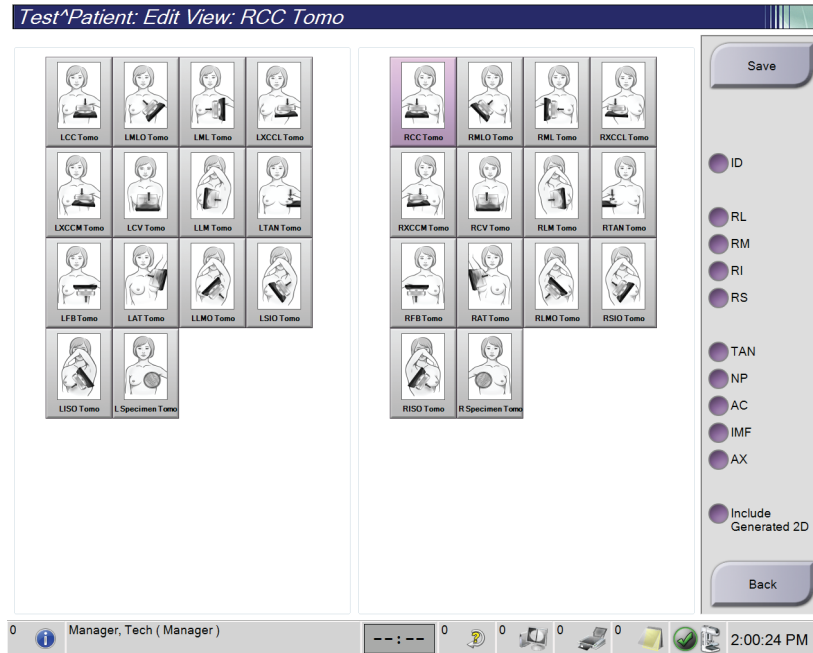 Test^Patient: Edit View: RCC Tomo
LCC Tomo
LMLO Tomo
LML Tomo
LXCCL Tomo
LXCCM Tomo
LCV Tomo
LLM Tomo
LTAN Tomo
LFB Tomo
LAT Tomo
LLMO Tomo
LSIO Tomo
LISO Tomo
L Specimen Tomo
RCC Tomo
RMLO Tomo
RML Tomo
RXCCL Tomo
RXCCM Tomo
RCV Tomo
RLM Tomo
RTAN Tomo
RFB Tomo
RAT Tomo
RLMO Tomo
RSIO Tomo
RISO Tomo
R Specimen Tomo
Save
ID
RL
RM
RI
RS
TAN
NP
AC
IMF
AX
Include
Generated 2D
Back
0
Manager, Tech ( Manager )
--:--
0
0
0
0
2:00:24 PM